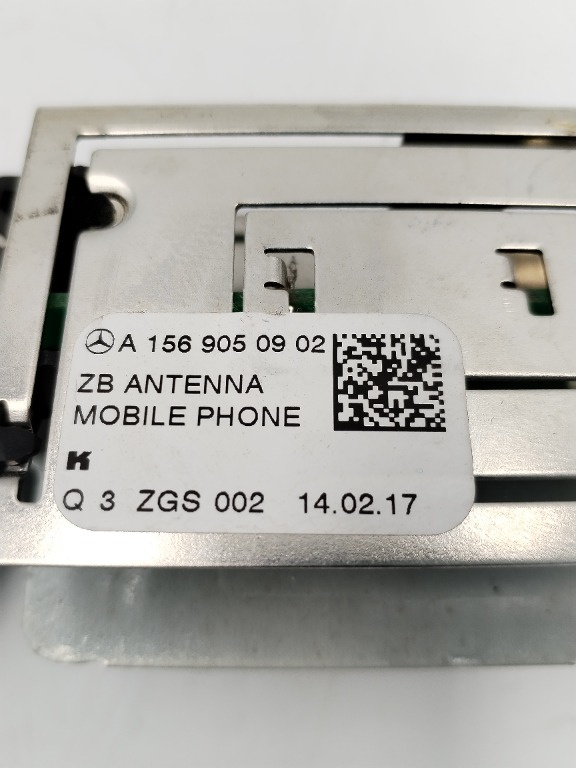 A 156 905 09 02
ZB ANTENNA
MOBILE PHONE
K
Q 3 ZGS 002 14.02.17